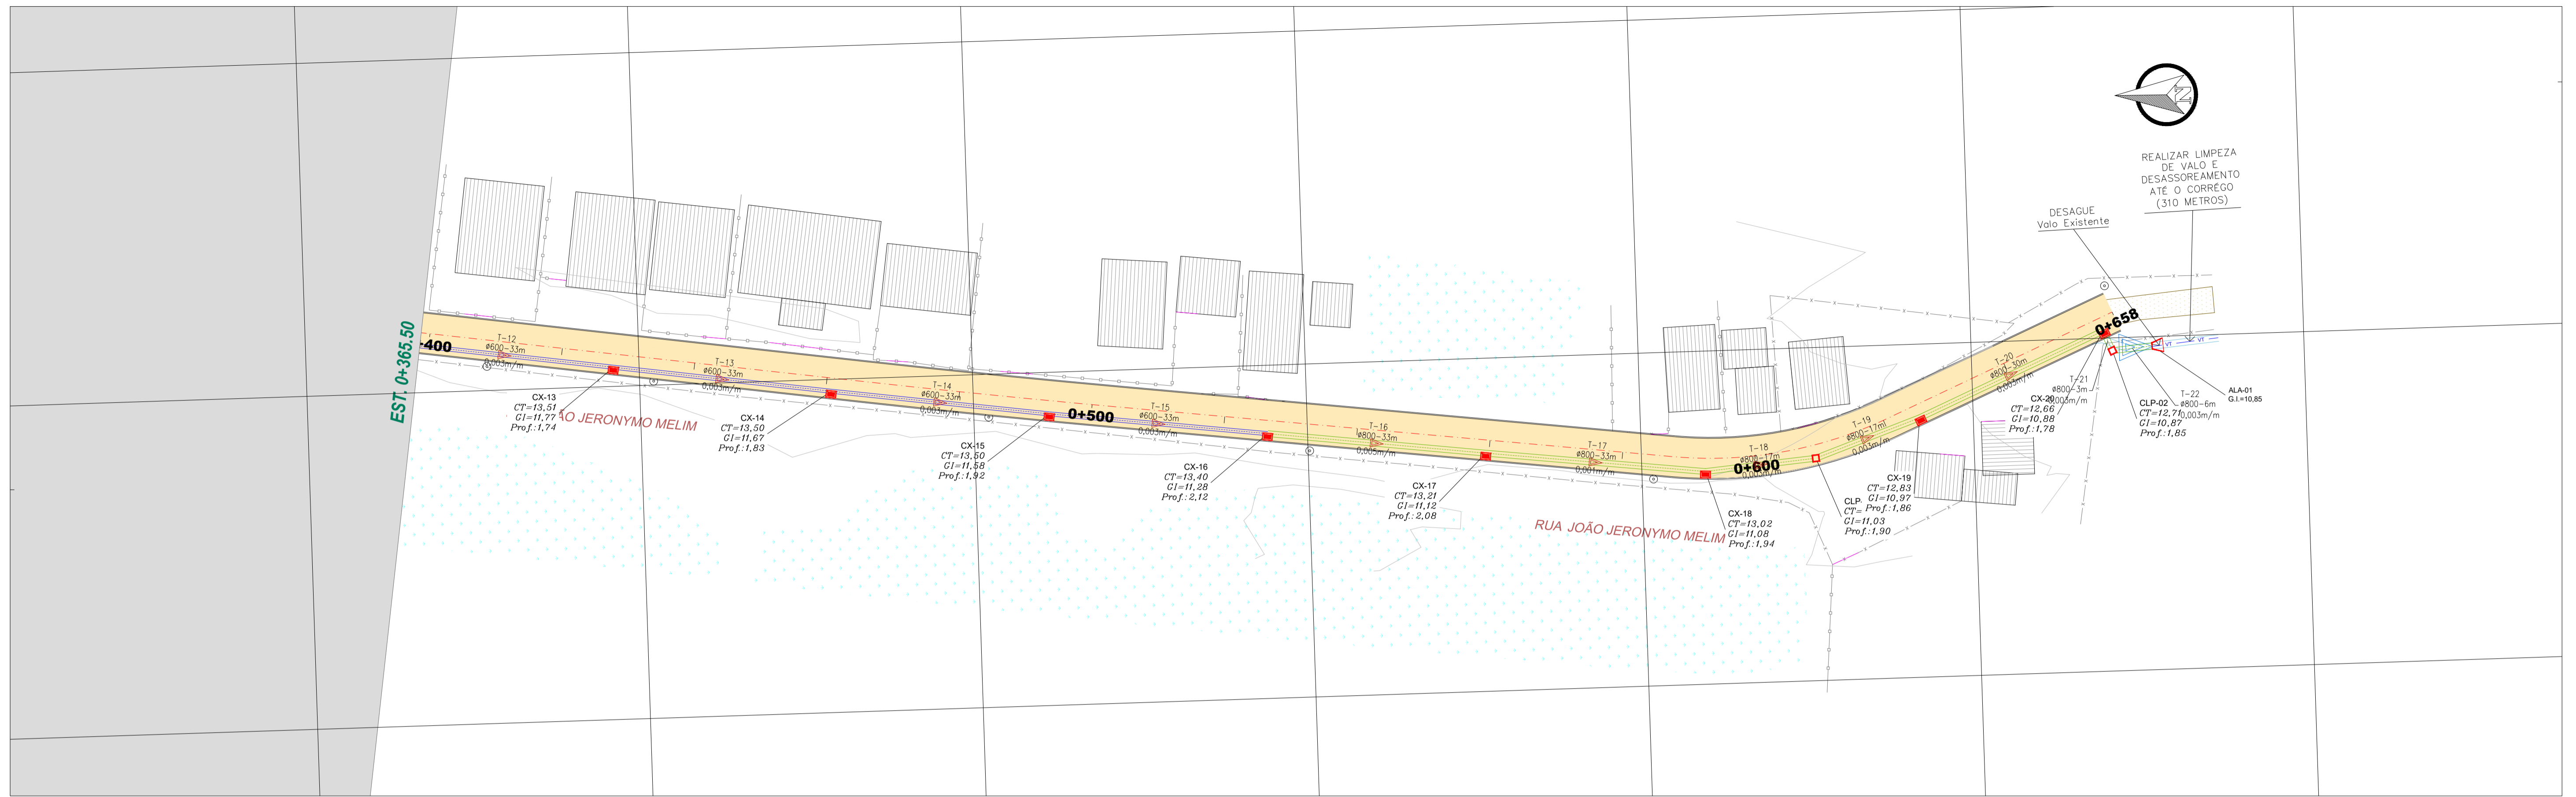 N
REALIZAR LIMPEZA
DE VALO E
DESASSOREAMENTO
ATÉ O CORRÉGO
(310 METROS)
DESAGUE
Valo Existente
EST. 0+365.50
-400
T-12
ø600-33m
0,003m/m
CX-13
CT=13,51
GI=11,77
Prof.:1,74
ÃO JERONYMO MELIM
T-13
ø600-33m
0,003m/m
CX-14
CT=13,50
GI=11,67
Prof.:1,83
T-14
ø600-33m
0,003m/m
CX-15
CT=13,50
GI=11,58
Prof.:1,92
0+500
T-15
ø600-33m
0,003m/m
CX-16
CT=13,40
GI=11,28
Prof.:2,12
T-16
ø800-33m
0,005m/m
CX-17
CT=13,21
GI=11,12
Prof.:2,08
T-17
ø800-33m
0,001m/m
RUA JOÃO JERONYMO MELIM
CX-18
CT=13,02
GI=11,08
Prof.:1,94
T-18
ø800-17m
0,003m/m
0+600
CLP-
CT=
GI=11,03
Prof.:1,90
T-19
ø800-17m
0,003m/m
CX-19
CT=12,83
GI=10,97
Prof.:1,86
T-20
ø800-30m
0,003m/m
0+658
CX-20
CT=12,66
GI=10,88
Prof.:1,78
T-21
ø800-3m
0,003m/m
CLP-02
CT=12,71
GI=10,87
Prof.:1,85
T-22
ø800-6m
0,003m/m
ALA-01
G.I.=10,85
VT
VT